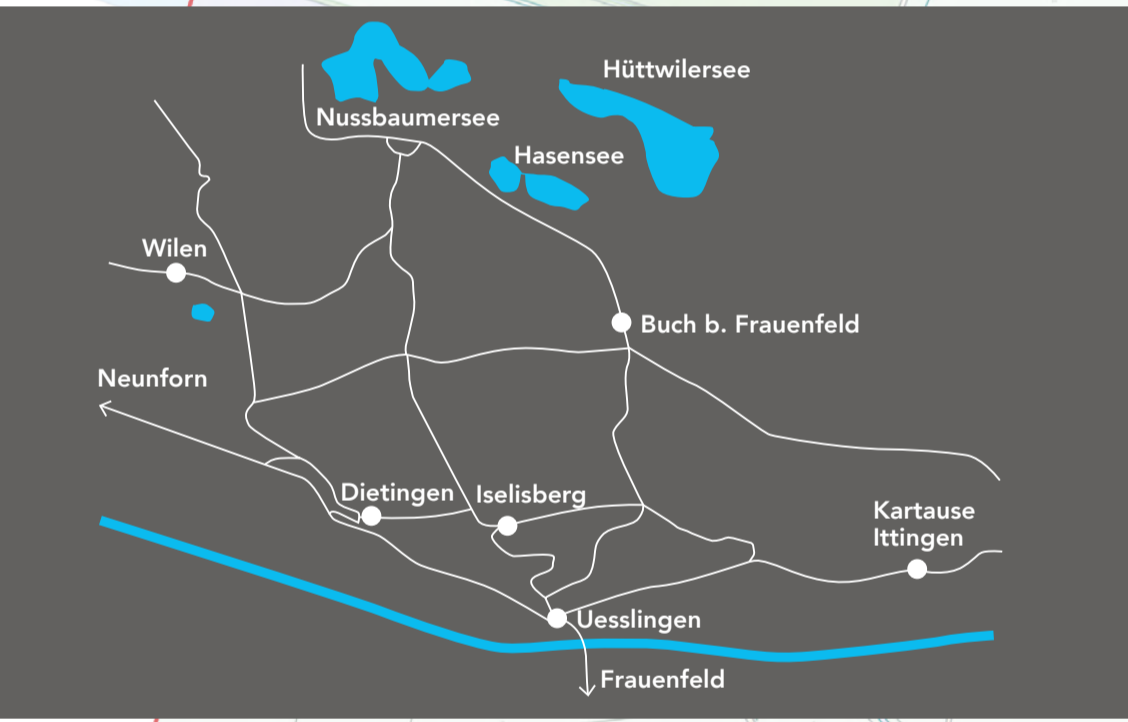 Hüttwilersee
Nussbaumersee
Hasensee
Wilen
Buch b. Frauenfeld
Neunforn
Dietingen
Iselisberg
Kartause
Ittingen
Uesslingen
Frauenfeld